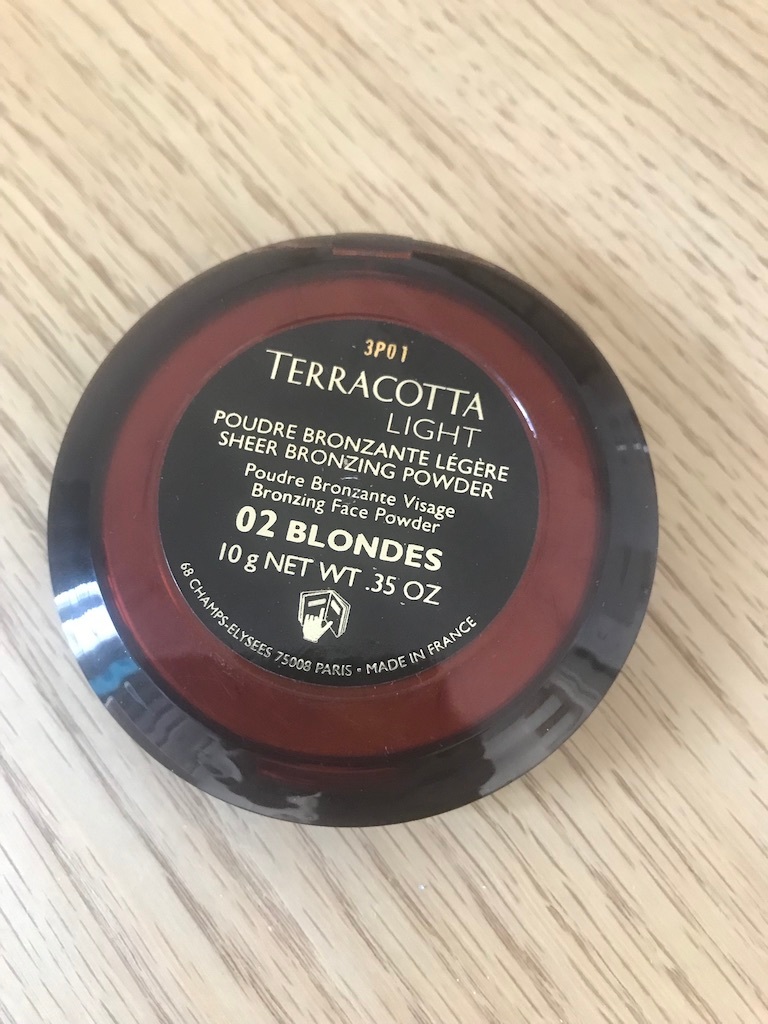 3P01
TERRACOTTA
LIGHT
POUDRE BRONZANTE LÉGÈRE
SHEER BRONZING POWDER
Poudre Bronzante Visage
Bronzing Face Powder
02 BLONDES
10 g NET WT .35 OZ
68 CHAMPS-ELYSEES 75008 PARIS • MADE IN FRANCE